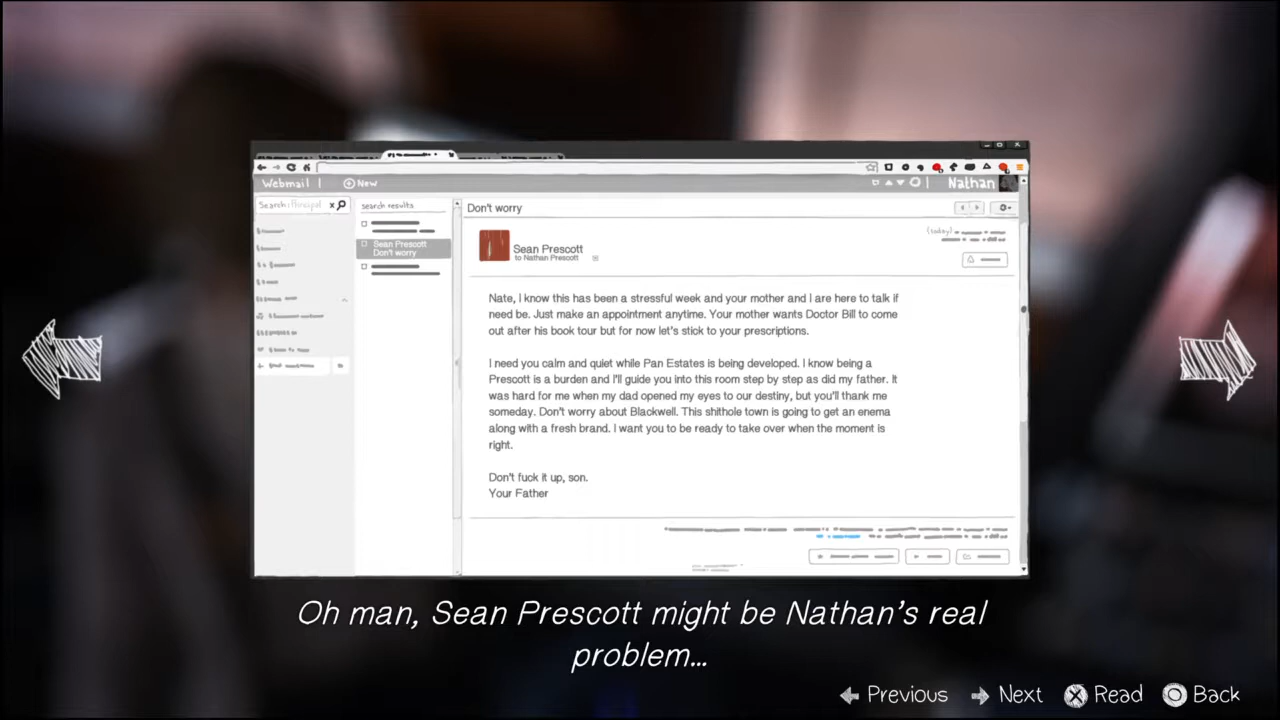 Webmail |
New
Nathan
Search
search results
Don't worry
Sean Prescott
Don't worry
Sean Prescott
to Nathan Prescott
(today)
Nate, I know this has been a stressful week and your mother and I are here to talk if
need be. Just make an appointment anytime. Your mother wants Doctor Bill to come
out after his book tour but for now let's stick to your prescriptions.
I need you calm and quiet while Pan Estates is being developed. I know being a
Prescott is a burden and I'll guide you into this room step by step as did my father. It
was hard for me when my dad opened my eyes to our destiny, but you'll thank me
someday. Don't worry about Blackwell. This shithole town is going to get an enema
along with a fresh brand. I want you to be ready to take over when the moment is
right.
Don't fuck it up, son.
Your Father
Oh man, Sean Prescott might be Nathan's real
problem...
Previous
Next
Read
Back